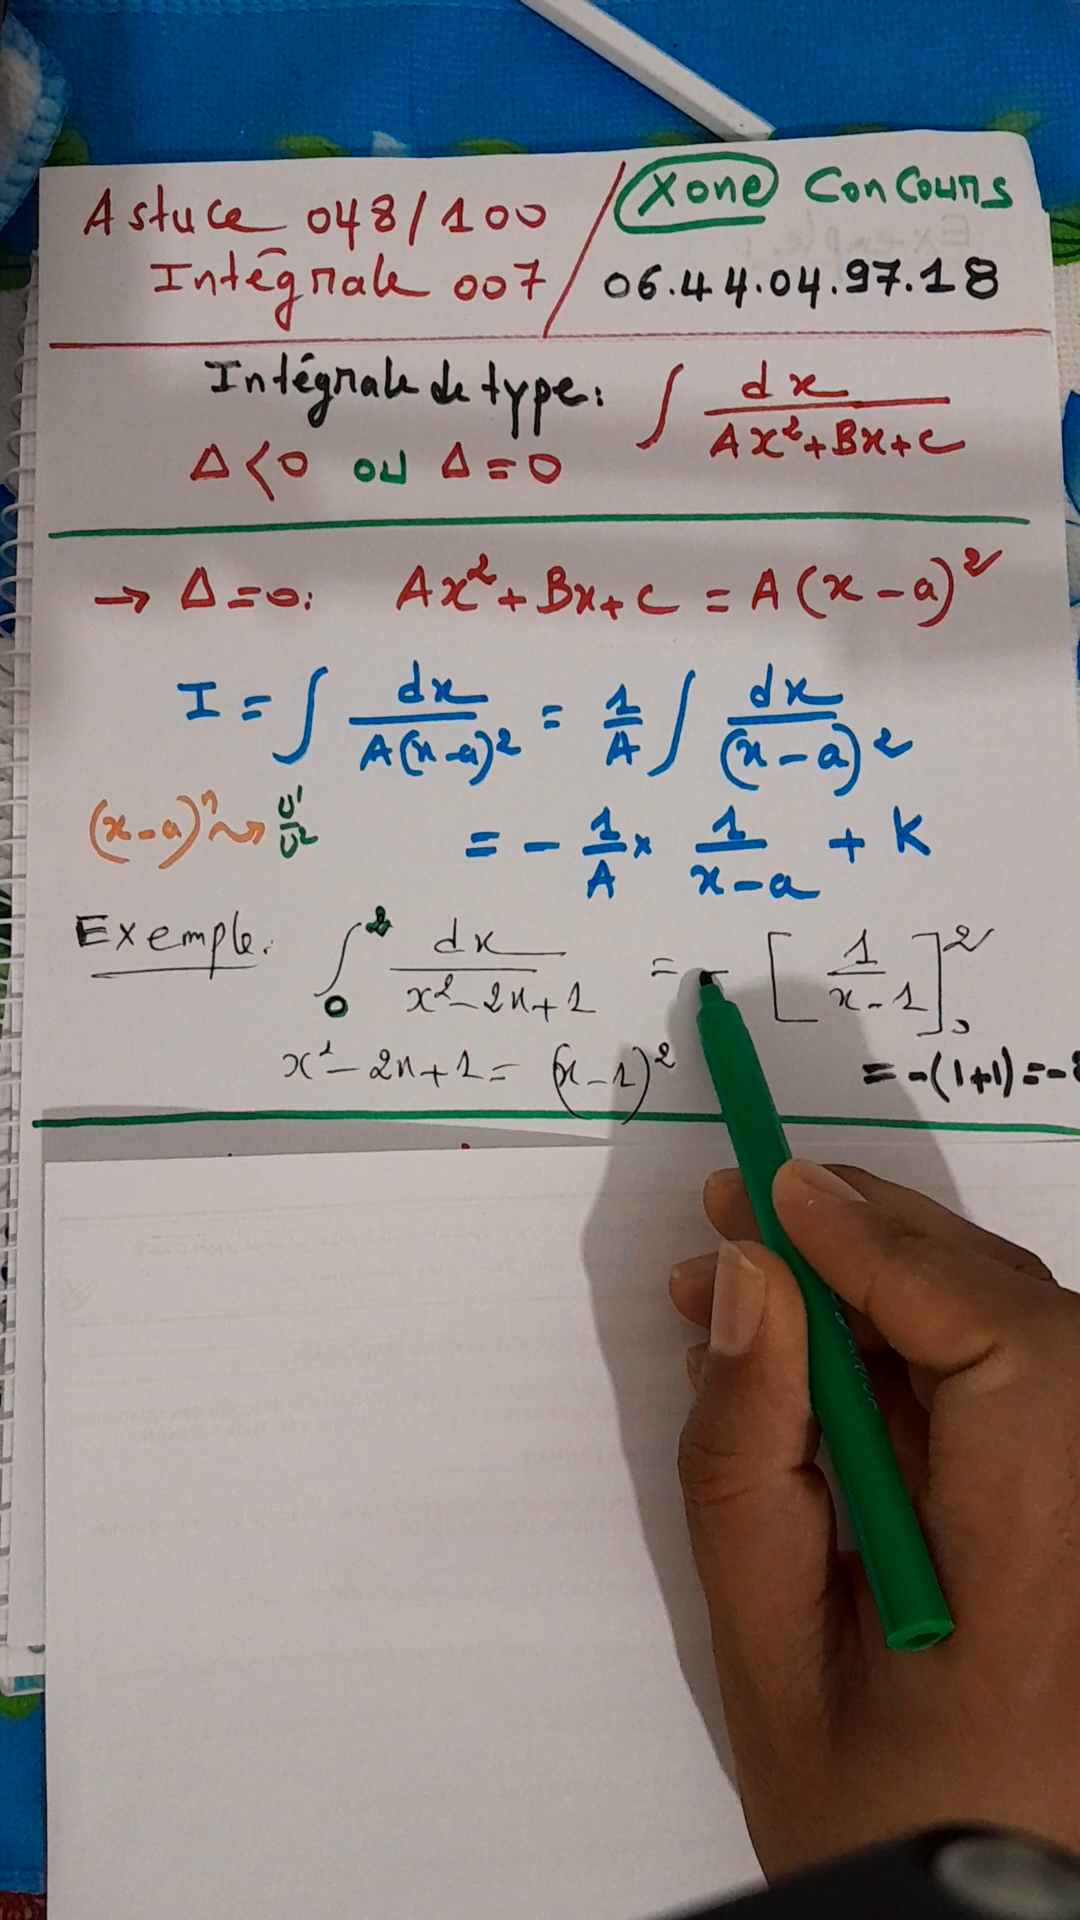 Astuce 048/100 / Xone Concours
Intégrale 007 / 06.44.04.97.18
Intégrale de type: ∫ dx / (Ax²+Bx+C)
Δ<0 ou Δ=0
→ Δ=0: Ax²+Bx+C = A(x-a)²
I = ∫ dx / (A(x-a)²) = 1/A ∫ dx / (x-a)²
(x-a)ⁿ ⇝ U'/U² = - 1/A × 1/(x-a) + K
Exemple: ∫₀² dx / (x²-2x+1) = - [1/(x-1)]₀²
x²-2x+1 = (x-1)² = -(1+1) = -2